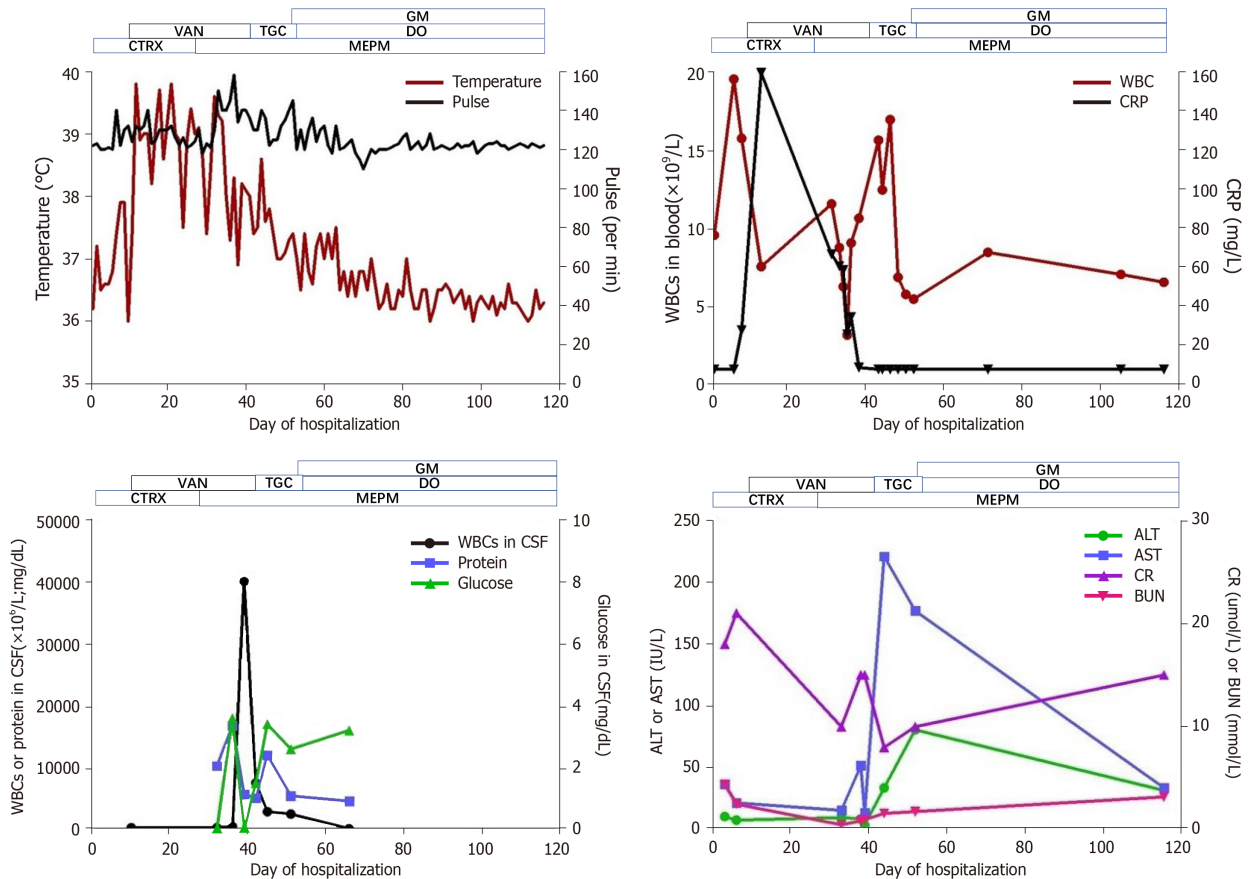 GM
VAN TGC DO
CTRX MEPM
40 160
Temperature
Pulse
39 140
120
38 100
80
37 60
40
36 20
35 0
0 20 40 60 80 100 120
Temperature (°C)
Pulse (per min)
Day of hospitalization
GM
VAN TGC DO
CTRX MEPM
20 160
WBC
CRP
140
15 120
100
10 80
60
5 40
20
0 0
0 20 40 60 80 100 120
WBCs in blood(×10⁹/L)
CRP (mg/L)
Day of hospitalization
GM
VAN TGC DO
CTRX MEPM
50000 10
WBCs in CSF
Protein
Glucose
40000 8
30000 6
20000 4
10000 2
0 0
0 20 40 60 80 100 120
WBCs or protein in CSF(×10⁶/L;mg/dL)
Glucose in CSF(mg/dL)
Day of hospitalization
GM
VAN TGC DO
CTRX MEPM
250 30
ALT
AST
CR
BUN
200
150 20
100 10
50
0 0
0 20 40 60 80 100 120
ALT or AST (IU/L)
CR (umol/L) or BUN (mmol/L)
Day of hospitalization